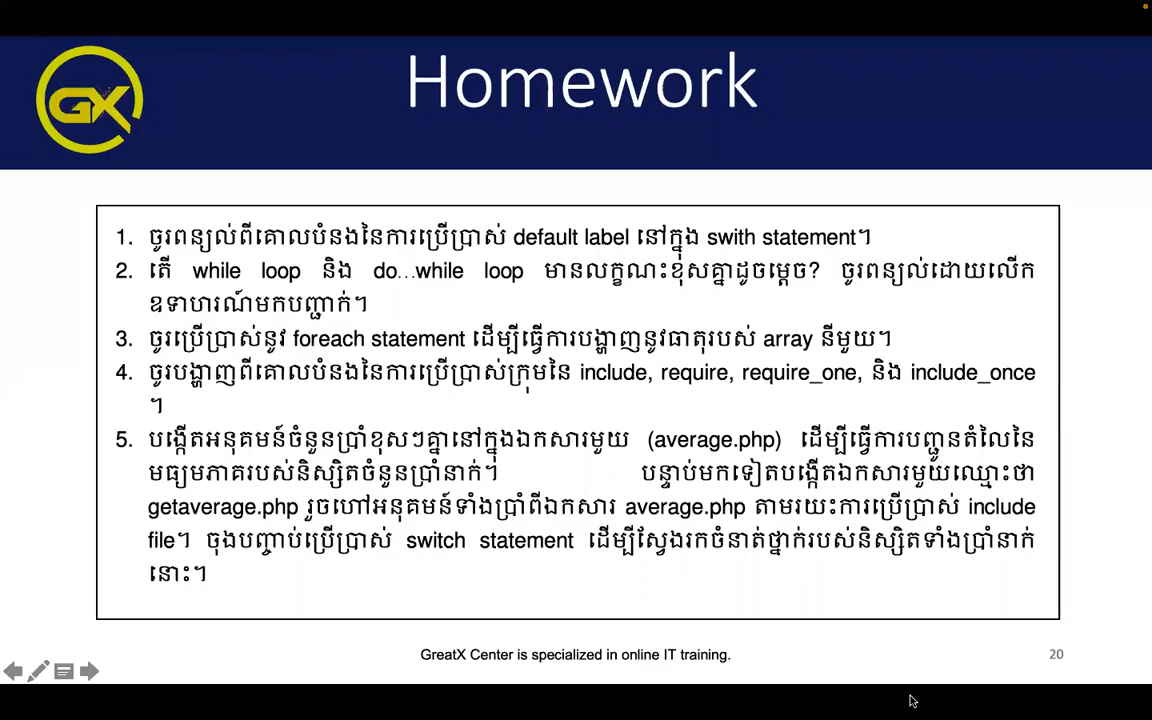 GX
Homework
1. ចូរពន្យល់ពីគោលបំនងនៃការប្រើប្រាស់ default label នៅក្នុង swith statement។
2. តើ while loop និង do…while loop មានលក្ខណះខុសគ្នាដូចម្តេច? ចូរពន្យល់ដោយលើក
ឧទាហរណ៍មកបញ្ជាក់។
3. ចូរប្រើប្រាស់នូវ foreach statement ដើម្បីធ្វើការបង្ហាញនូវធាតុរបស់ array នីមួយ។
4. ចូរបង្ហាញពីគោលបំនងនៃការប្រើប្រាស់ក្រុមនៃ include, require, require_one, និង include_once
។
5. បង្កើតអនុគមន៍ចំនួនប្រាំខុសៗគ្នានៅក្នុងឯកសារមួយ (average.php) ដើម្បីធ្វើការបញ្ជូនតំលៃនៃ
មធ្យមភាគរបស់និស្សិតចំនួនប្រាំនាក់។ បន្ទាប់មកទៀតបង្កើតឯកសារមួយឈ្មោះថា
getaverage.php រួចហៅអនុគមន៍ទាំងប្រាំពីឯកសារ average.php តាមរយះការប្រើប្រាស់ include
file។ ចុងបញ្ចាប់ប្រើប្រាស់ switch statement ដើម្បីស្វែងរកចំនាត់ថ្នាក់របស់និស្សិតទាំងប្រាំនាក់
នោះ។
GreatX Center is specialized in online IT training.
20